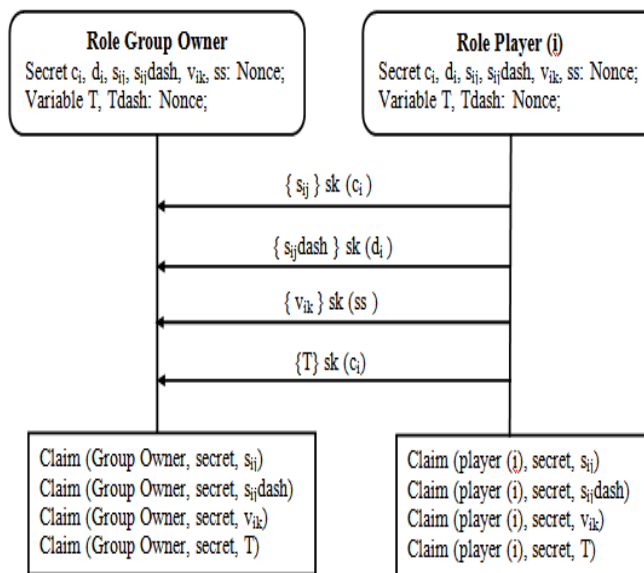 Role Group Owner
Secret cᵢ, dᵢ, sᵢⱼ, sᵢⱼdash, vᵢₖ, ss: Nonce;
Variable T, Tdash: Nonce;
Role Player (i)
Secret cᵢ, dᵢ, sᵢⱼ, sᵢⱼdash, vᵢₖ, ss: Nonce;
Variable T, Tdash: Nonce;
{ sᵢⱼ } sk (cᵢ )
{ sᵢⱼdash } sk (dᵢ )
{ vᵢₖ } sk (ss )
{T} sk (cᵢ)
Claim (Group Owner, secret, sᵢⱼ)
Claim (Group Owner, secret, sᵢⱼdash)
Claim (Group Owner, secret, vᵢₖ)
Claim (Group Owner, secret, T)
Claim (player (i), secret, sᵢⱼ)
Claim (player (i), secret, sᵢⱼdash)
Claim (player (i), secret, vᵢₖ)
Claim (player (i), secret, T)